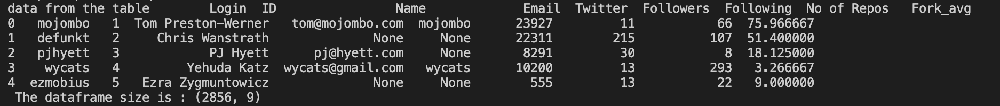 data from the table        Login  ID                Name             Email  Twitter  Followers  Following  No of Repos   Fork_avg
0   mojombo   1  Tom Preston-Werner   tom@mojombo.com  mojombo      23927         11           66  75.966667
1   defunkt   2     Chris Wanstrath              None     None      22311        215          107  51.400000
2   pjhyett   3            PJ Hyett      pj@hyett.com     None       8291         30            8  18.125000
3    wycats   4         Yehuda Katz  wycats@gmail.com   wycats      10200         13          293   3.266667
4  ezmobius   5   Ezra Zygmuntowicz              None     None        555         13           22   9.000000
 The dataframe size is : (2856, 9)